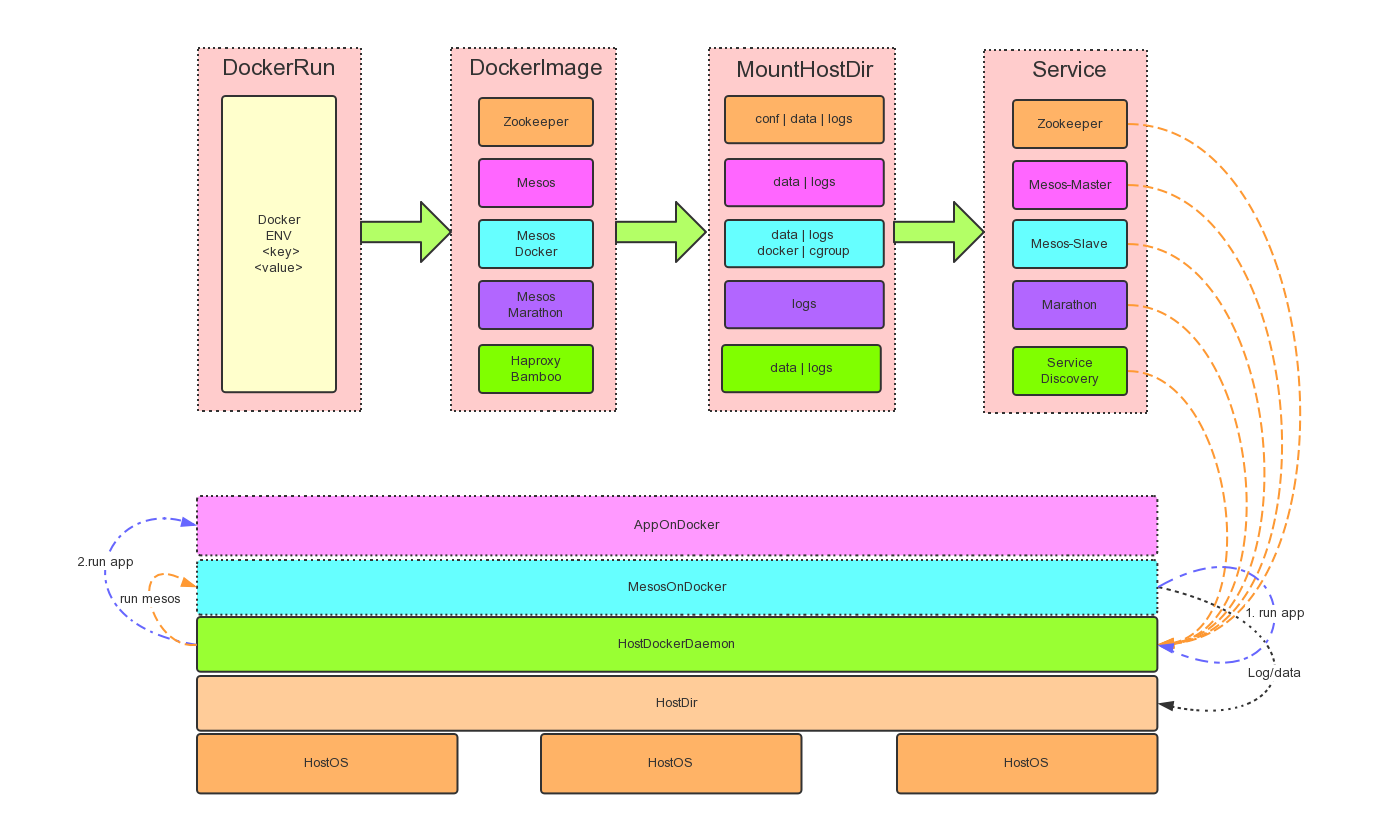 DockerRun
Docker
ENV
<key>
<value>
DockerImage
Zookeeper
Mesos
Mesos
Docker
Mesos
Marathon
Haproxy
Bamboo
MountHostDir
conf | data | logs
data | logs
data | logs
docker | cgroup
logs
data | logs
Service
Zookeeper
Mesos-Master
Mesos-Slave
Marathon
Service
Discovery
AppOnDocker
2.run app
MesosOnDocker
run mesos
1. run app
HostDockerDaemon
Log/data
HostDir
HostOS
HostOS
HostOS